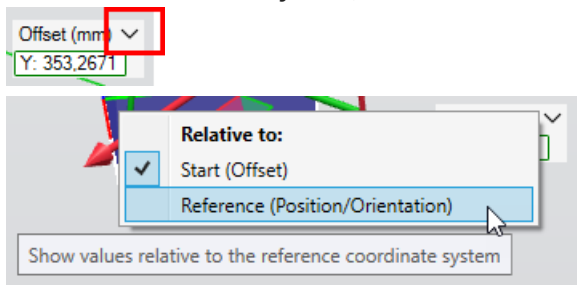 Offset (mm)
Y: 353,2671
Relative to:
Start (Offset)
Reference (Position/Orientation)
Show values relative to the reference coordinate system